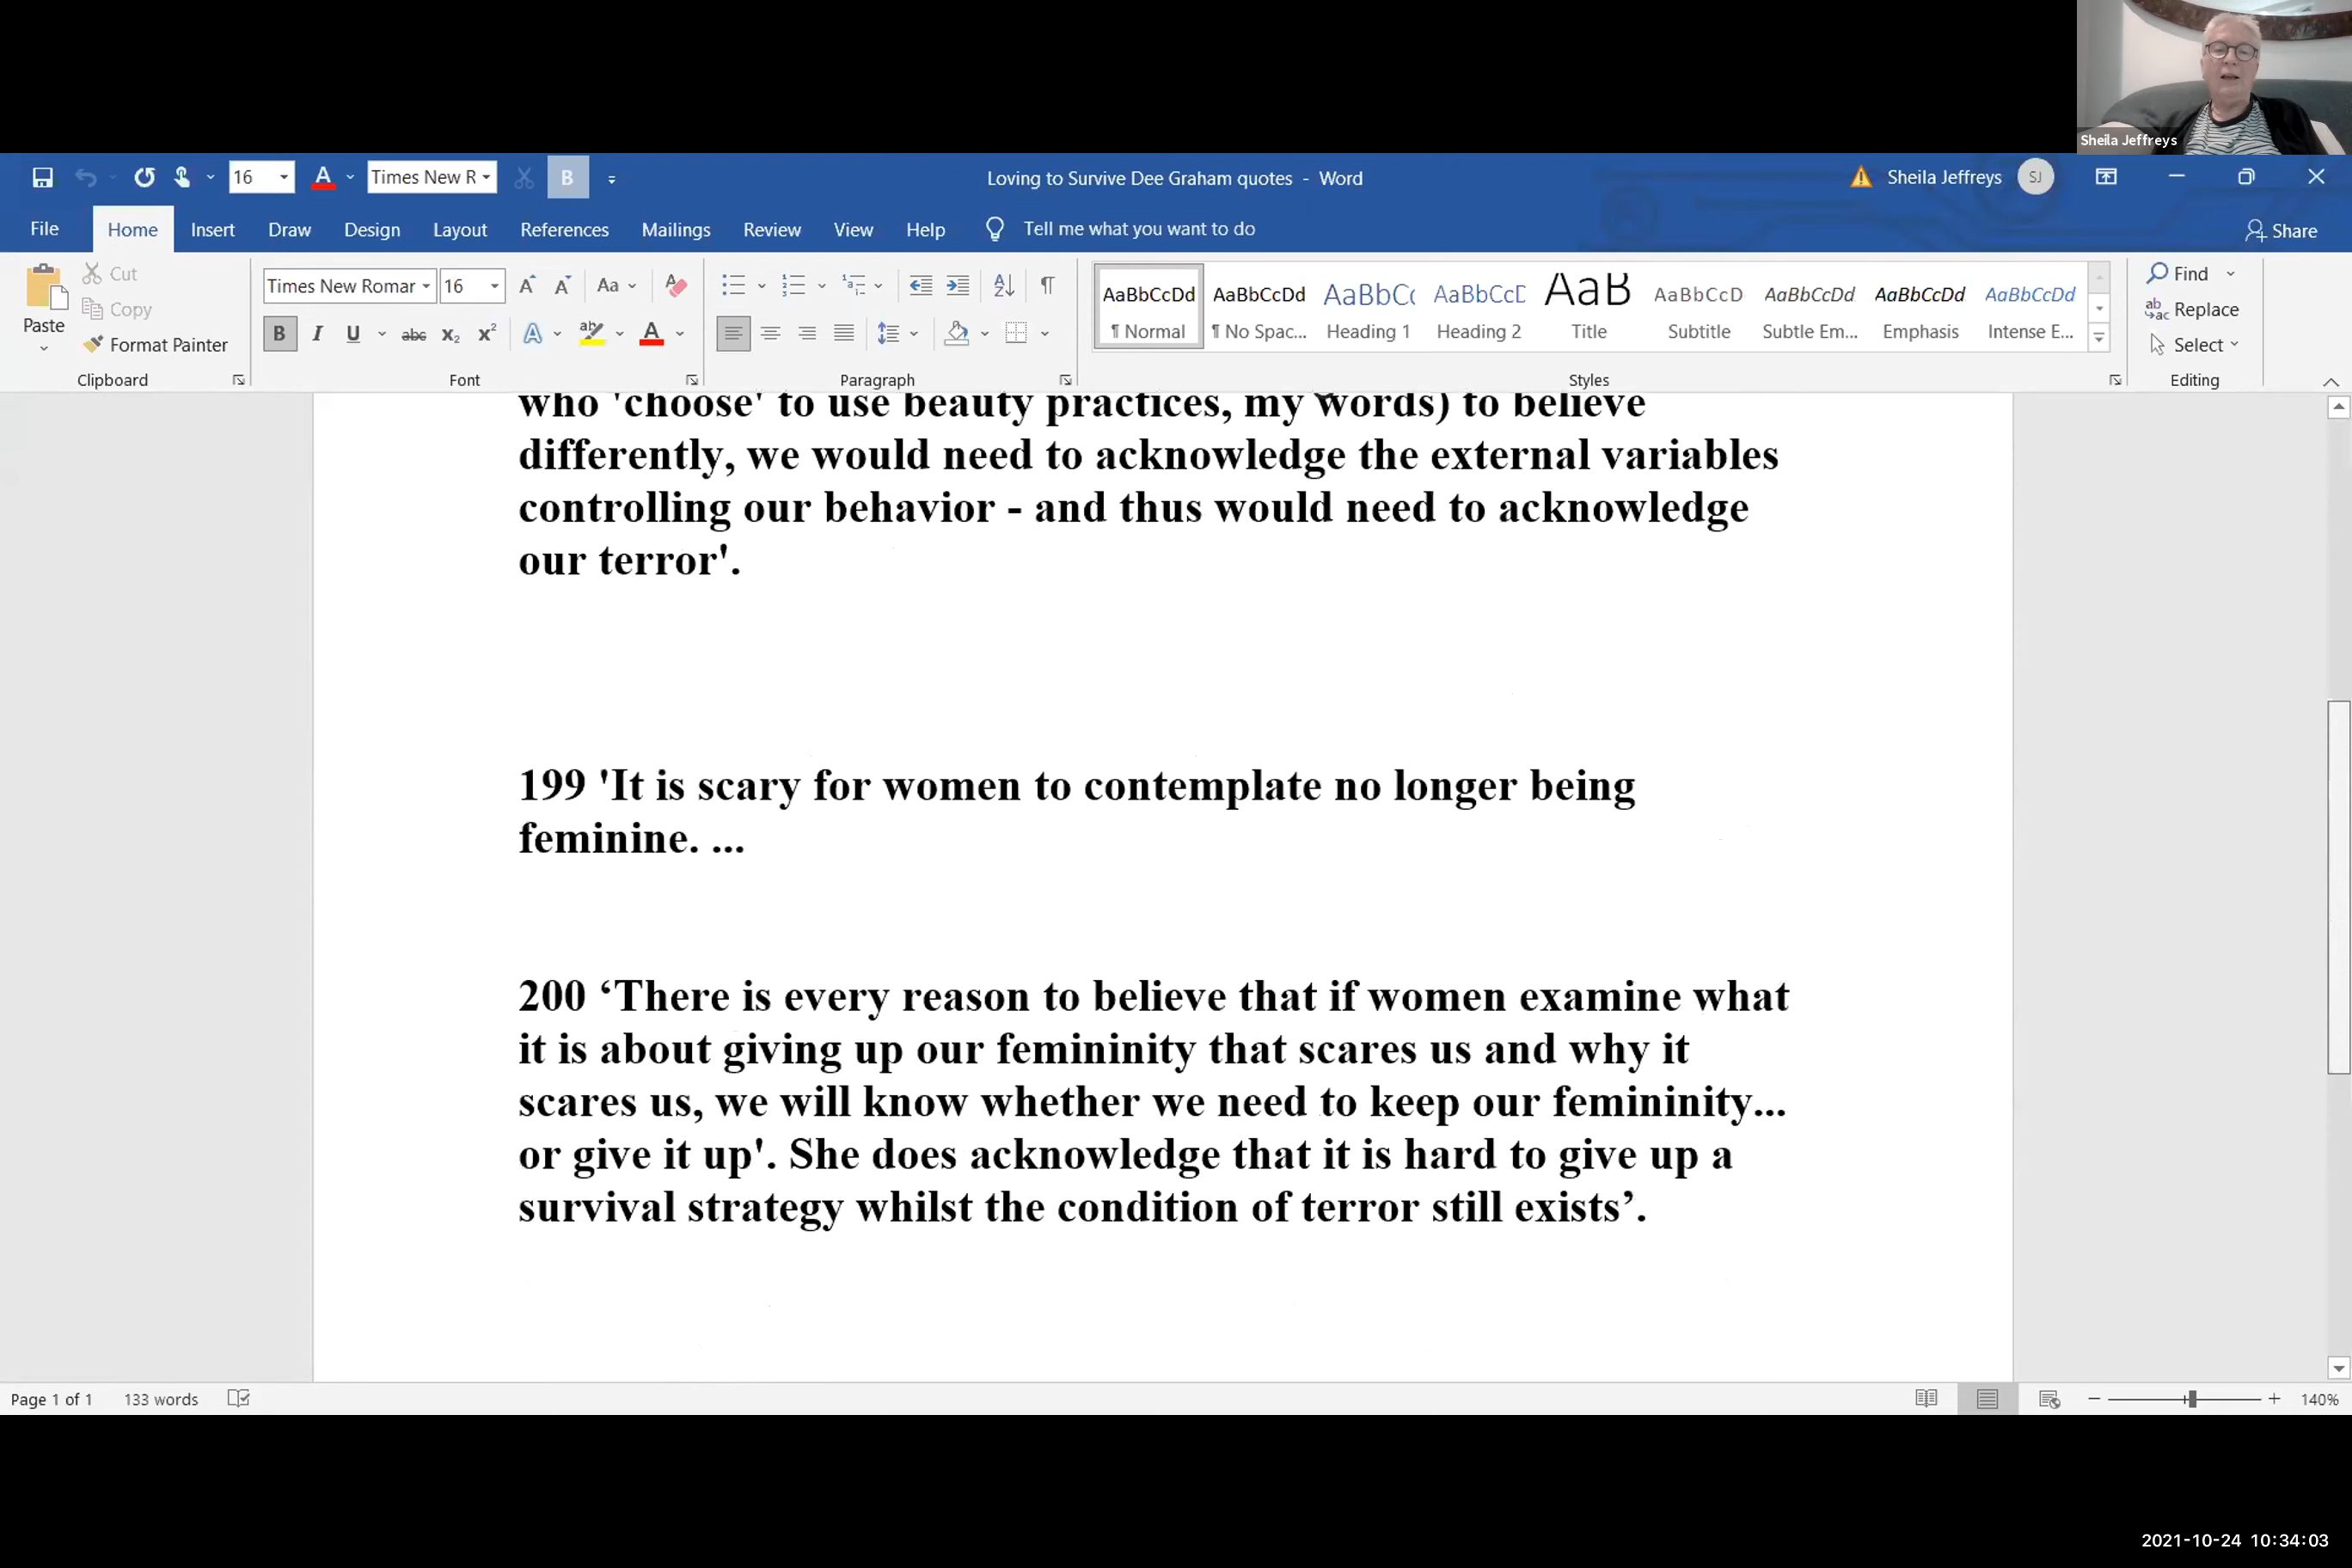 Sheila Jeffreys
16
A
Times New R
B
Loving to Survive Dee Graham quotes - Word
Sheila Jeffreys
SJ
File Home Insert Draw Design Layout References Mailings Review View Help Tell me what you want to do
Share
Paste
Cut
Copy
Format Painter
Clipboard
Times New Romar 16 A A Aa A
B I U abc X₂ X² A ab A
Font
Paragraph
AaBbCcDd AaBbCcDd AaBbC AaBbCcD AaB AaBbCcD AaBbCcDd AaBbCcDd AaBbCcDd
¶ Normal ¶ No Spac... Heading 1 Heading 2 Title Subtitle Subtle Em... Emphasis Intense E...
Styles
Find
Replace
Select
Editing
who 'choose' to use beauty practices, my words) to believe
differently, we would need to acknowledge the external variables
controlling our behavior - and thus would need to acknowledge
our terror'.
199 'It is scary for women to contemplate no longer being
feminine. ...
200 ‘There is every reason to believe that if women examine what
it is about giving up our femininity that scares us and why it
scares us, we will know whether we need to keep our femininity...
or give it up'. She does acknowledge that it is hard to give up a
survival strategy whilst the condition of terror still exists’.
Page 1 of 1 133 words
140%
2021-10-24 10:34:03